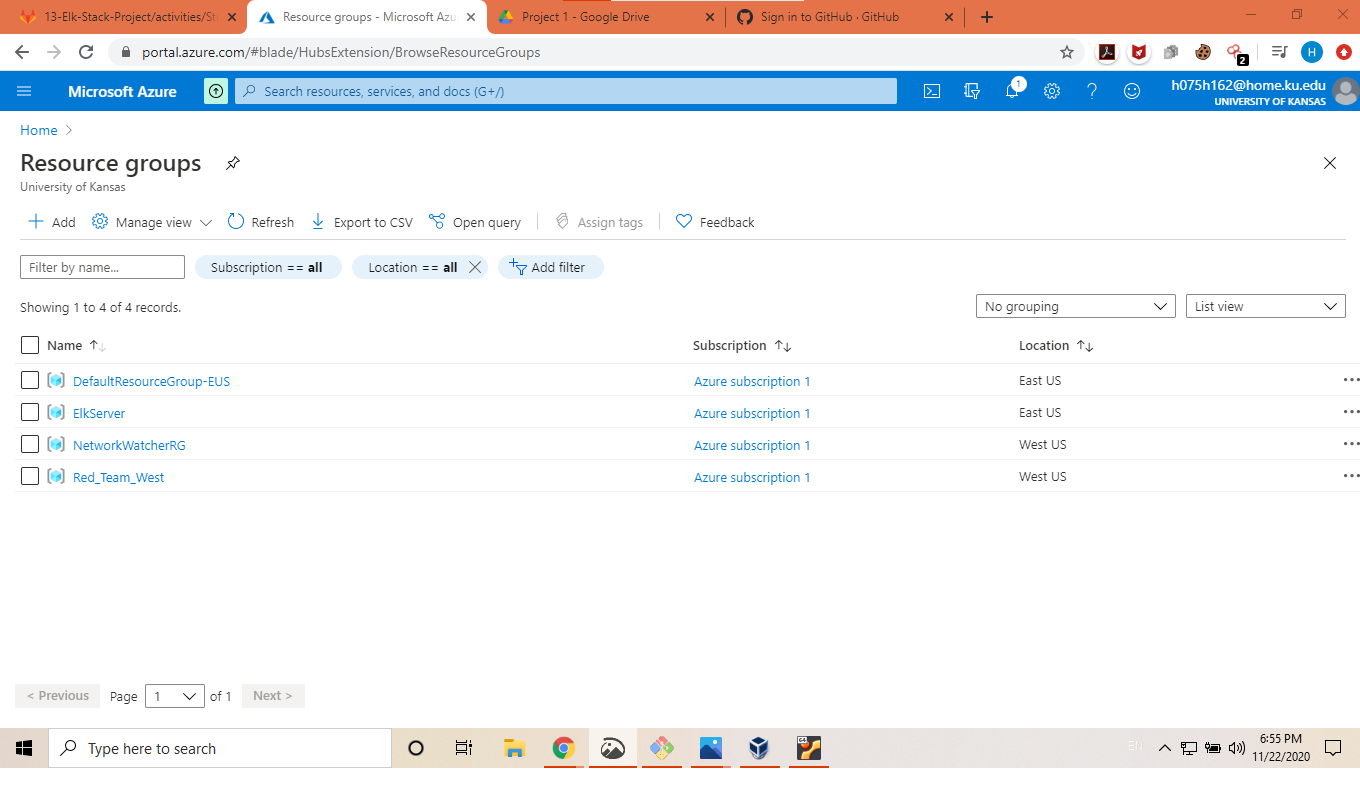 13-Elk-Stack-Project/activities/St
Resource groups - Microsoft Azu
Project 1 - Google Drive
Sign in to GitHub · GitHub
portal.azure.com/#blade/HubsExtension/BrowseResourceGroups
2
H
Microsoft Azure
Search resources, services, and docs (G+/)
1
h075h162@home.ku.edu
UNIVERSITY OF KANSAS
Home
Resource groups
University of Kansas
Add
Manage view
Refresh
Export to CSV
Open query
Assign tags
Feedback
Filter by name...
Subscription == all
Location == all
Add filter
Showing 1 to 4 of 4 records.
No grouping
List view
Name
Subscription
Location
DefaultResourceGroup-EUS Azure subscription 1 East US
ElkServer Azure subscription 1 East US
NetworkWatcherRG Azure subscription 1 West US
Red_Team_West Azure subscription 1 West US
< Previous
Page 1 of 1
Next >
Type here to search
64
6:55 PM
11/22/2020